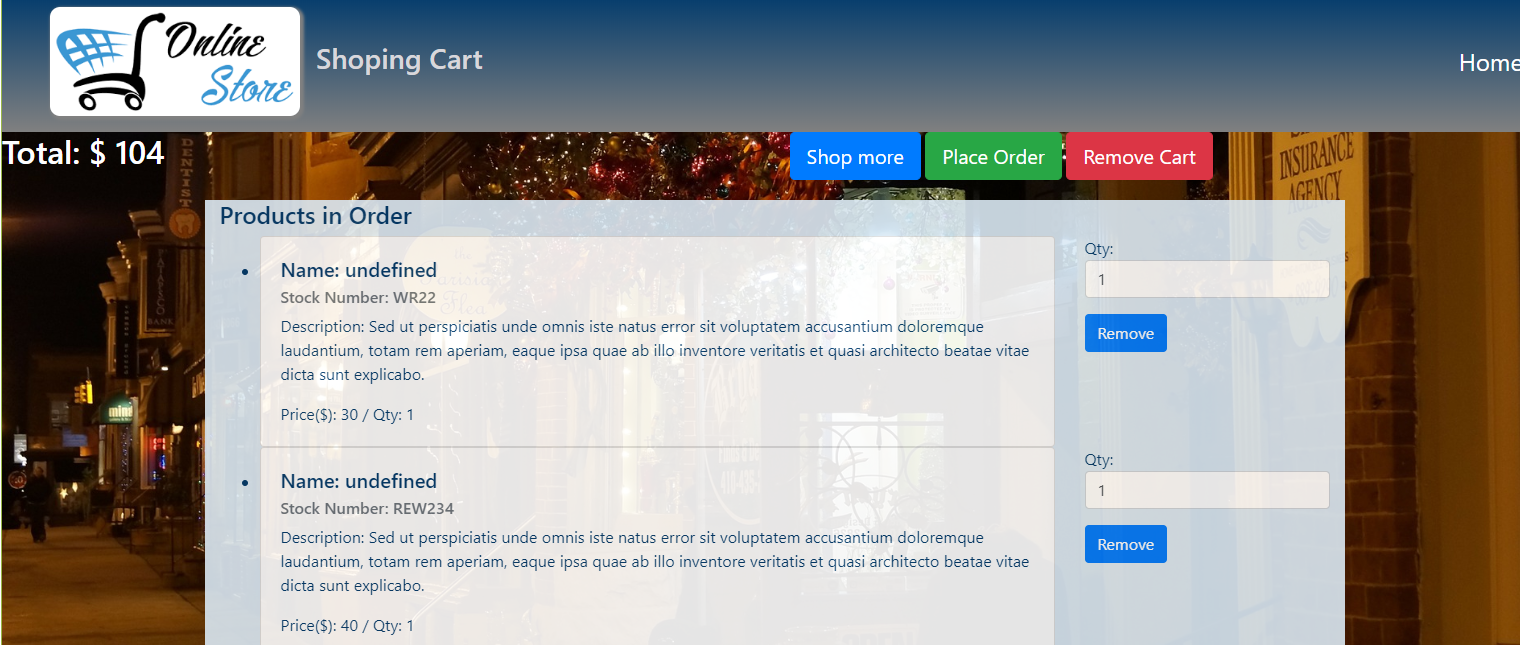 Online
Store
Shoping Cart
Home
Total: $ 104
Shop more
Place Order
Remove Cart
DENTIST
INSURANCE
AGENCY
Products in Order
Name: undefined
Stock Number: WR22
Description: Sed ut perspiciatis unde omnis iste natus error sit voluptatem accusantium doloremque
laudantium, totam rem aperiam, eaque ipsa quae ab illo inventore veritatis et quasi architecto beatae vitae
dicta sunt explicabo.
Price($): 30 / Qty: 1
Qty:
1
Remove
Name: undefined
Stock Number: REW234
Description: Sed ut perspiciatis unde omnis iste natus error sit voluptatem accusantium doloremque
laudantium, totam rem aperiam, eaque ipsa quae ab illo inventore veritatis et quasi architecto beatae vitae
dicta sunt explicabo.
Price($): 40 / Qty: 1
Qty:
1
Remove